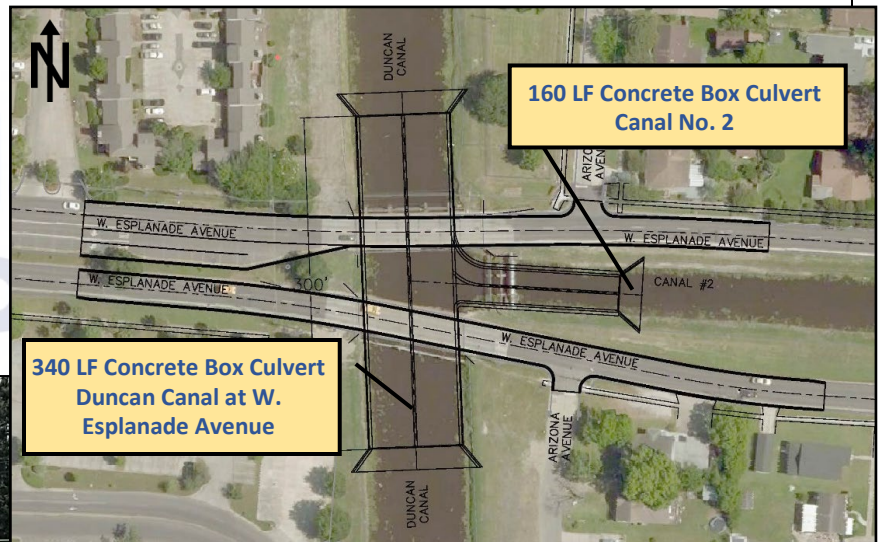 N
DUNCAN
CANAL
160 LF Concrete Box Culvert
Canal No. 2
ARIZONA
AVENUE
W. ESPLANADE AVENUE
W. ESPLANADE AVENUE
W. ESPLANADE AVENUE
300'
CANAL #2
W. ESPLANADE AVENUE
340 LF Concrete Box Culvert
Duncan Canal at W.
Esplanade Avenue
ARIZONA
AVENUE
DUNCAN
CANAL